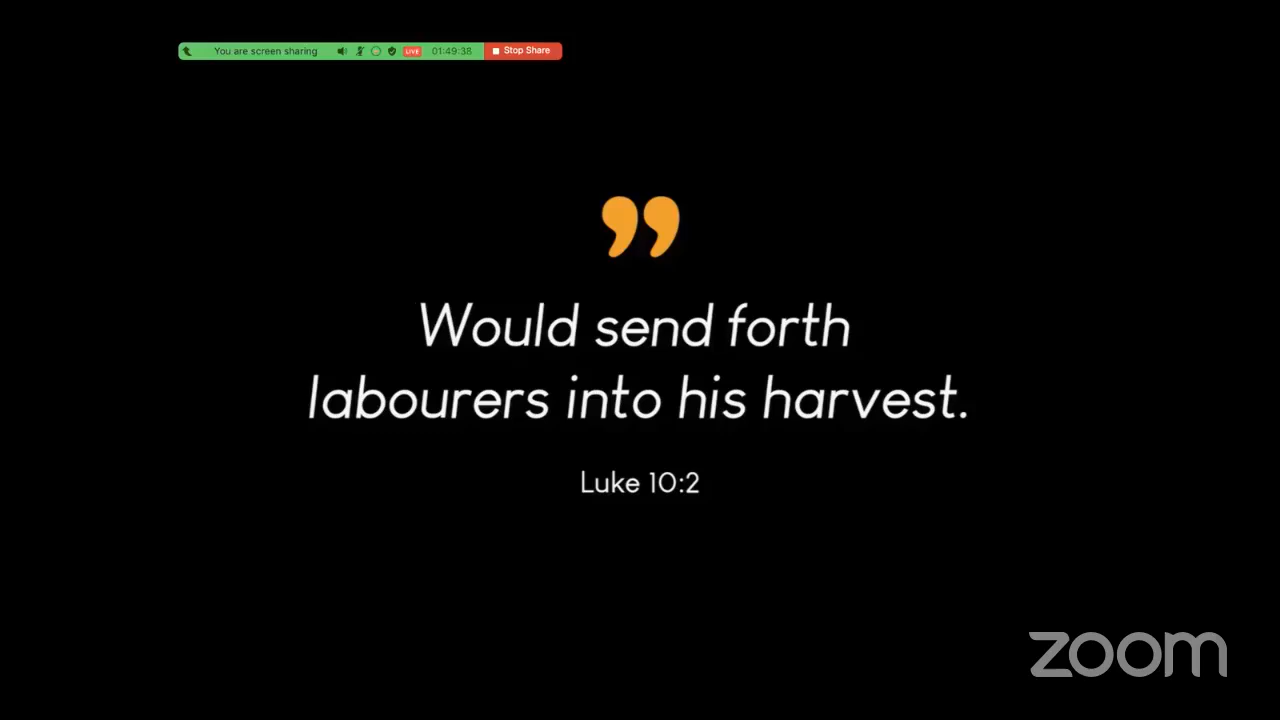 You are screen sharing LIVE 01:49:38 Stop Share
”
Would send forth
labourers into his harvest.
Luke 10:2
zoom